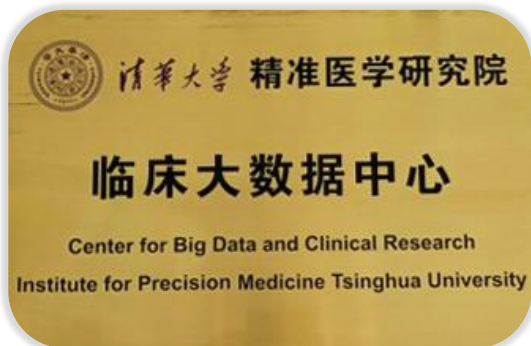 清华大学 精准医学研究院
临床大数据中心
Center for Big Data and Clinical Research
Institute for Precision Medicine Tsinghua University